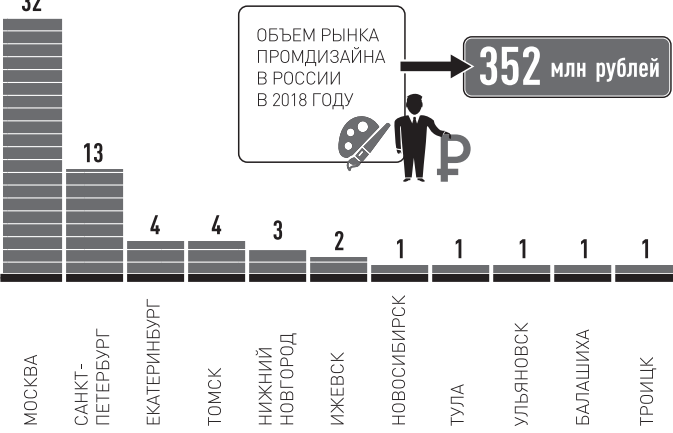 32
ОБЪЕМ РЫНКА
ПРОМДИЗАЙНА
В РОССИИ
В 2018 ГОДУ
352 млн рублей
13
4
4
3
2
1
1
1
1
1
МОСКВА
САНКТ-
ПЕТЕРБУРГ
ЕКАТЕРИНБУРГ
ТОМСК
НИЖНИЙ
НОВГОРОД
ИЖЕВСК
НОВОСИБИРСК
ТУЛА
УЛЬЯНОВСК
БАЛАШИХА
ТРОИЦК